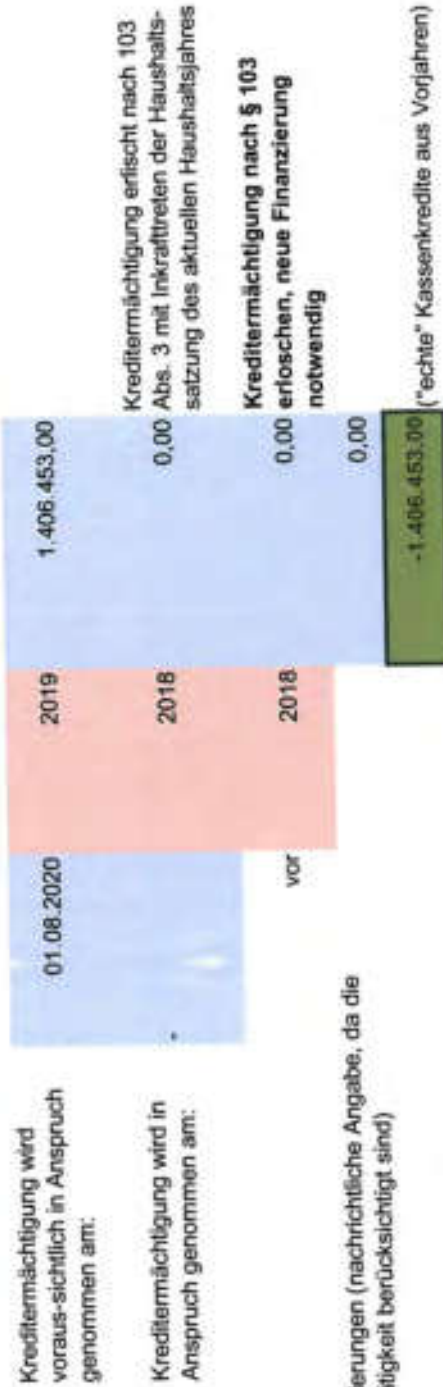 Kreditermächtigung wird
voraus-sichtlich in Anspruch
genommen am:
01.08.2020
2019
1.406.453,00
Kreditermächtigung wird in
Anspruch genommen am:
2018
0,00
Kreditermächtigung erlischt nach 103
Abs. 3 mit Inkrafttreten der Haushalts-
satzung des aktuellen Haushaltsjahres
vor
2018
0,00
Kreditermächtigung nach § 103
erloschen, neue Finanzierung
notwendig
ierungen (nachrichtliche Angabe, da die
tigkeit berücksichtigt sind)
0,00
-1.406.453,00
("echte" Kassenkredite aus Vorjahren)